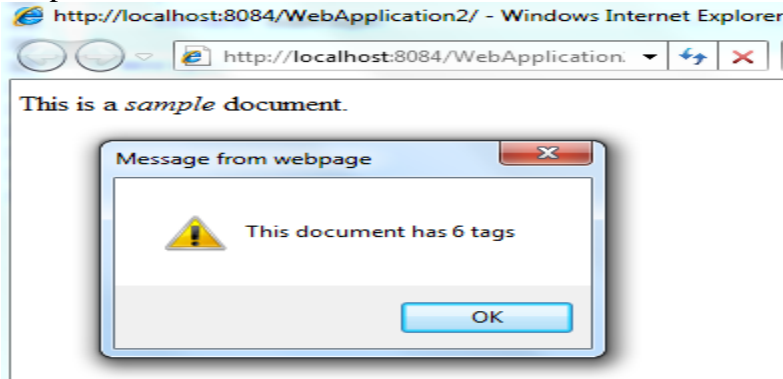 http://localhost:8084/WebApplication2/ - Windows Internet Explorer
http://localhost:8084/WebApplication
This is a sample document.
Message from webpage
This document has 6 tags
OK